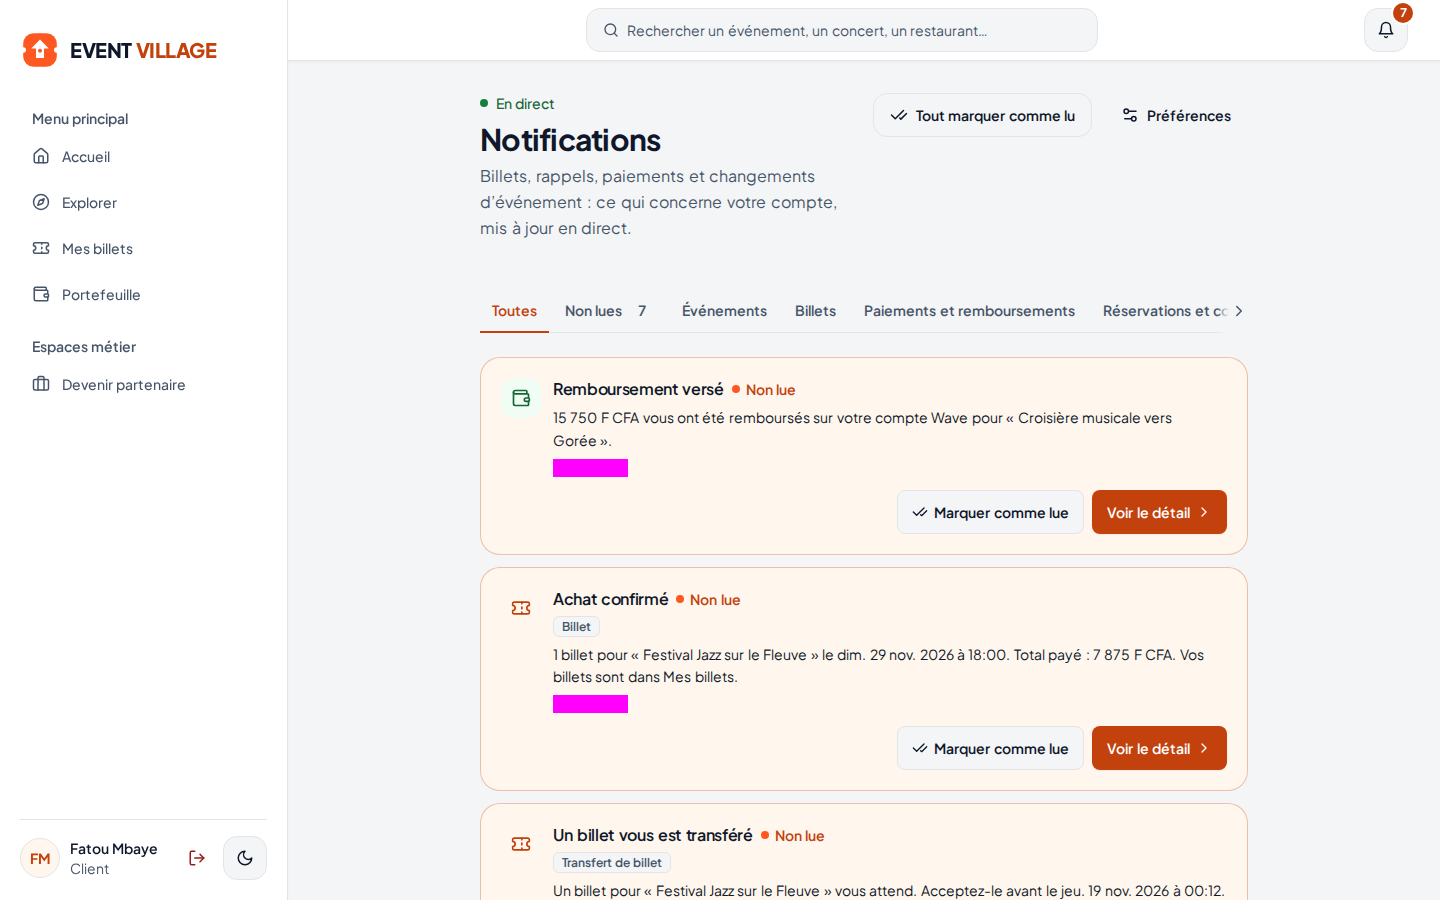 EVENT VILLAGE
Rechercher un événement, un concert, un restaurant…
7
Menu principal
Accueil
Explorer
Mes billets
Portefeuille
Espaces métier
Devenir partenaire
FM
Fatou Mbaye
Client
En direct
Notifications
Billets, rappels, paiements et changements
d’événement : ce qui concerne votre compte,
mis à jour en direct.
Tout marquer comme lu
Préférences
Toutes
Non lues 7
Événements
Billets
Paiements et remboursements
Réservations et
Remboursement versé
Non lue
15 750 F CFA vous ont été remboursés sur votre compte Wave pour « Croisière musicale vers
Gorée ».
Marquer comme lue
Voir le détail
Achat confirmé
Non lue
Billet
1 billet pour « Festival Jazz sur le Fleuve » le dim. 29 nov. 2026 à 18:00. Total payé : 7 875 F CFA. Vos
billets sont dans Mes billets.
Marquer comme lue
Voir le détail
Un billet vous est transféré
Non lue
Transfert de billet
Un billet pour « Festival Jazz sur le Fleuve » vous attend. Acceptez-le avant le jeu. 19 nov. 2026 à 00:12.